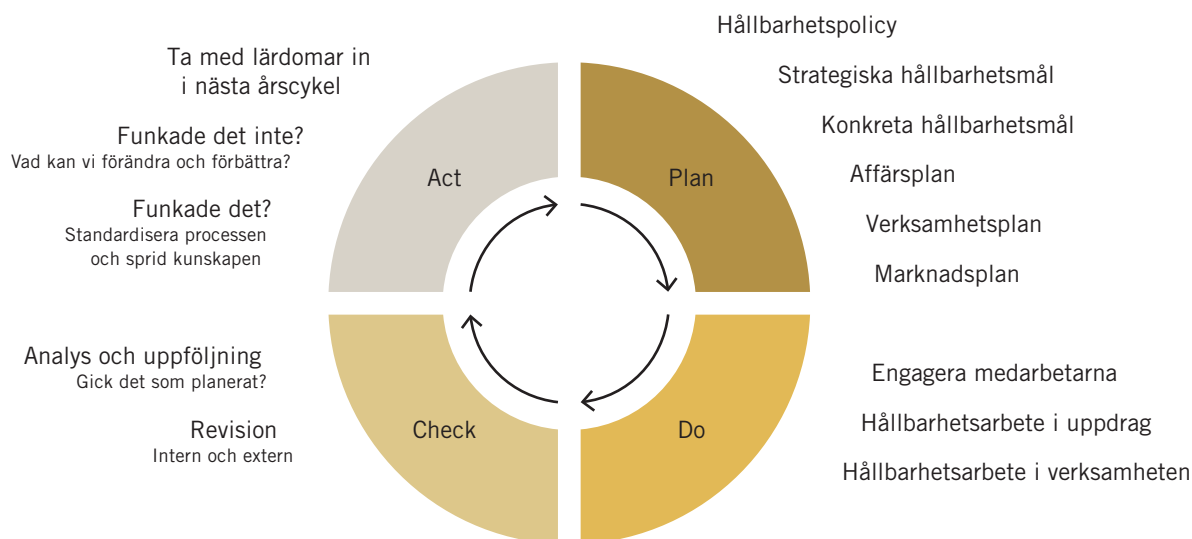 Hållbarhetspolicy
Strategiska hållbarhetsmål
Konkreta hållbarhetsmål
Affärsplan
Verksamhetsplan
Marknadsplan
Plan
Engagera medarbetarna
Hållbarhetsarbete i uppdrag
Hållbarhetsarbete i verksamheten
Do
Analys och uppföljning
Gick det som planerat?
Revision
Intern och extern
Check
Ta med lärdomar in
i nästa årscykel
Funkade det inte?
Vad kan vi förändra och förbättra?
Funkade det?
Standardisera processen
och sprid kunskapen
Act